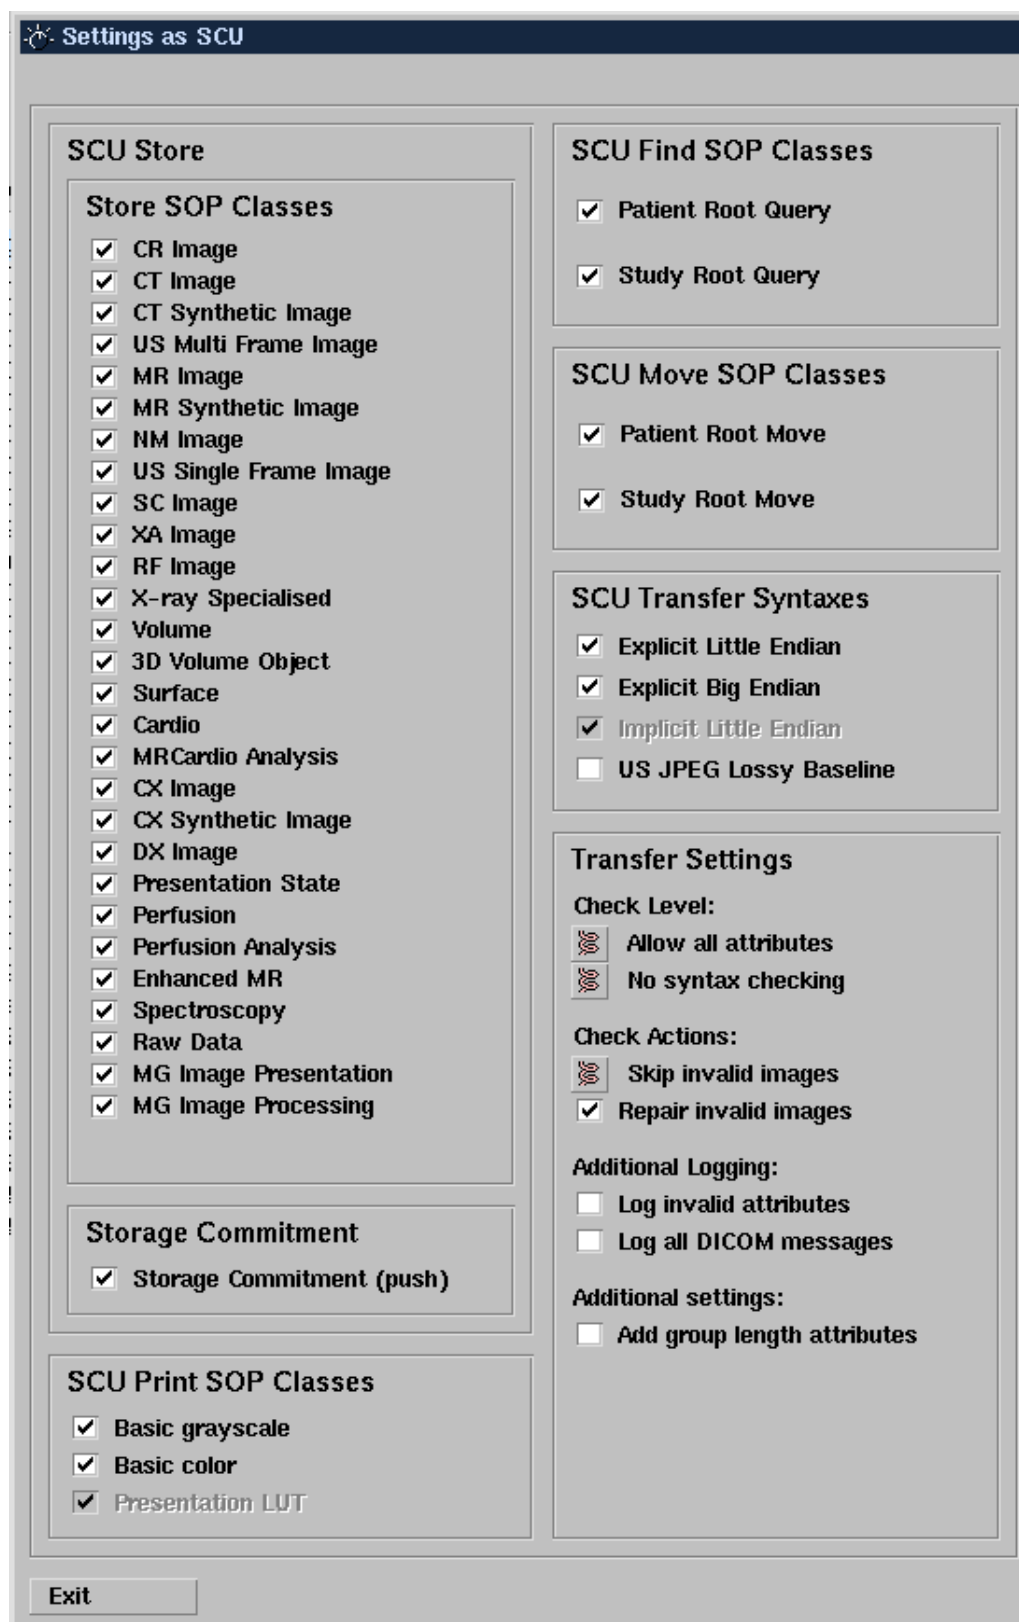 Settings as SCU
SCU Store
Store SOP Classes
CR Image
CT Image
CT Synthetic Image
US Multi Frame Image
MR Image
MR Synthetic Image
NM Image
US Single Frame Image
SC Image
XA Image
RF Image
X-ray Specialised
Volume
3D Volume Object
Surface
Cardio
MRCardio Analysis
CX Image
CX Synthetic Image
DX Image
Presentation State
Perfusion
Perfusion Analysis
Enhanced MR
Spectroscopy
Raw Data
MG Image Presentation
MG Image Processing
Storage Commitment
Storage Commitment (push)
SCU Print SOP Classes
Basic grayscale
Basic color
Presentation LUT
SCU Find SOP Classes
Patient Root Query
Study Root Query
SCU Move SOP Classes
Patient Root Move
Study Root Move
SCU Transfer Syntaxes
Explicit Little Endian
Explicit Big Endian
Implicit Little Endian
US JPEG Lossy Baseline
Transfer Settings
Check Level:
Allow all attributes
No syntax checking
Check Actions:
Skip invalid images
Repair invalid images
Additional Logging:
Log invalid attributes
Log all DICOM messages
Additional settings:
Add group length attributes
Exit